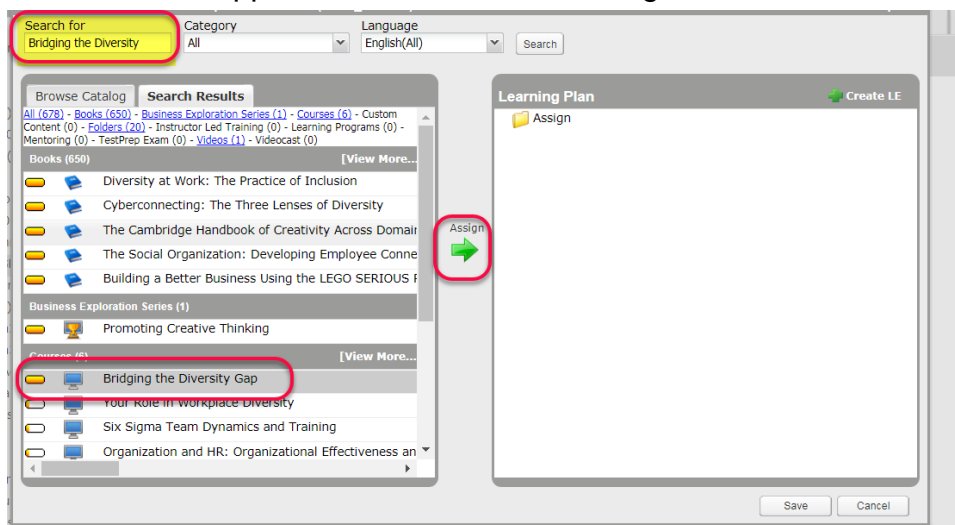 Search for Category Language
Bridging the Diversity All English(All) Search
Browse Catalog Search Results
All (678) - Books (650) - Business Exploration Series (1) - Courses (6) - Custom
Content (0) - Folders (20) - Instructor Led Training (0) - Learning Programs (0) -
Mentoring (0) - TestPrep Exam (0) - Videos (1) - Videocast (0)
Books (650) [View More...
Diversity at Work: The Practice of Inclusion
Cyberconnecting: The Three Lenses of Diversity
The Cambridge Handbook of Creativity Across Domair
The Social Organization: Developing Employee Conne
Building a Better Business Using the LEGO SERIOUS
Business Exploration Series (1)
Promoting Creative Thinking
Courses (6) [View More...
Bridging the Diversity Gap
Your Role in Workplace Diversity
Six Sigma Team Dynamics and Training
Organization and HR: Organizational Effectiveness an
Assign
Learning Plan Create LE
Assign
Save Cancel